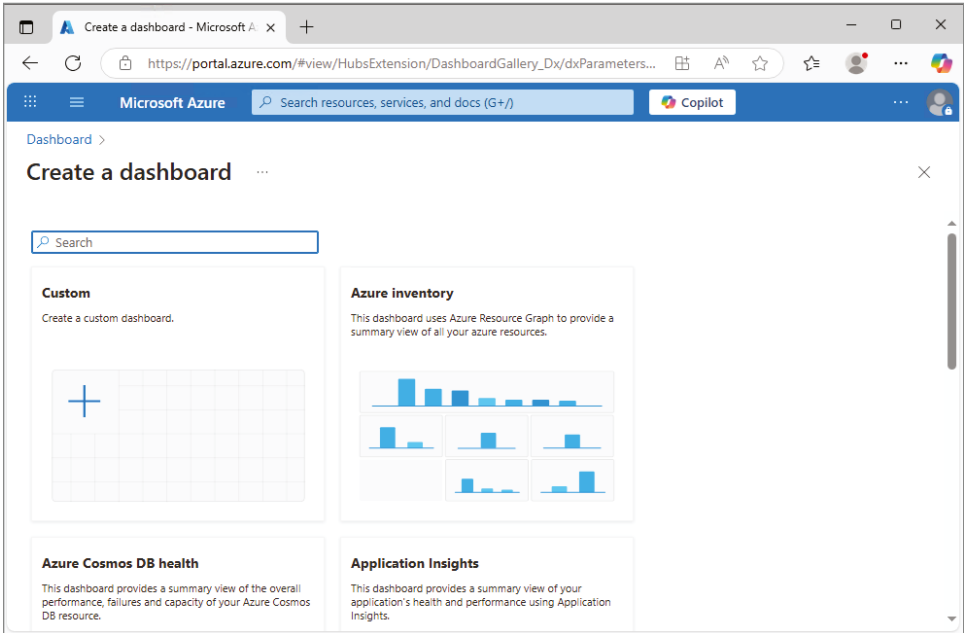 Create a dashboard - Microsoft A
https://portal.azure.com/#view/HubsExtension/DashboardGallery_Dx/dxParameters...
Microsoft Azure
Search resources, services, and docs (G+/)
Copilot
Dashboard
Create a dashboard
Search
Custom
Create a custom dashboard.
Azure inventory
This dashboard uses Azure Resource Graph to provide a
summary view of all your azure resources.
Azure Cosmos DB health
This dashboard provides a summary view of the overall
performance, failures and capacity of your Azure Cosmos
DB resource.
Application Insights
This dashboard provides a summary view of your
application's health and performance using Application
Insights.